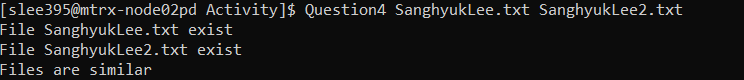 [slee395@mtrx-node02pd Activity]$ Question4 SanghyukLee.txt SanghyukLee2.txt
File SanghyukLee.txt exist
File SanghyukLee2.txt exist
Files are similar